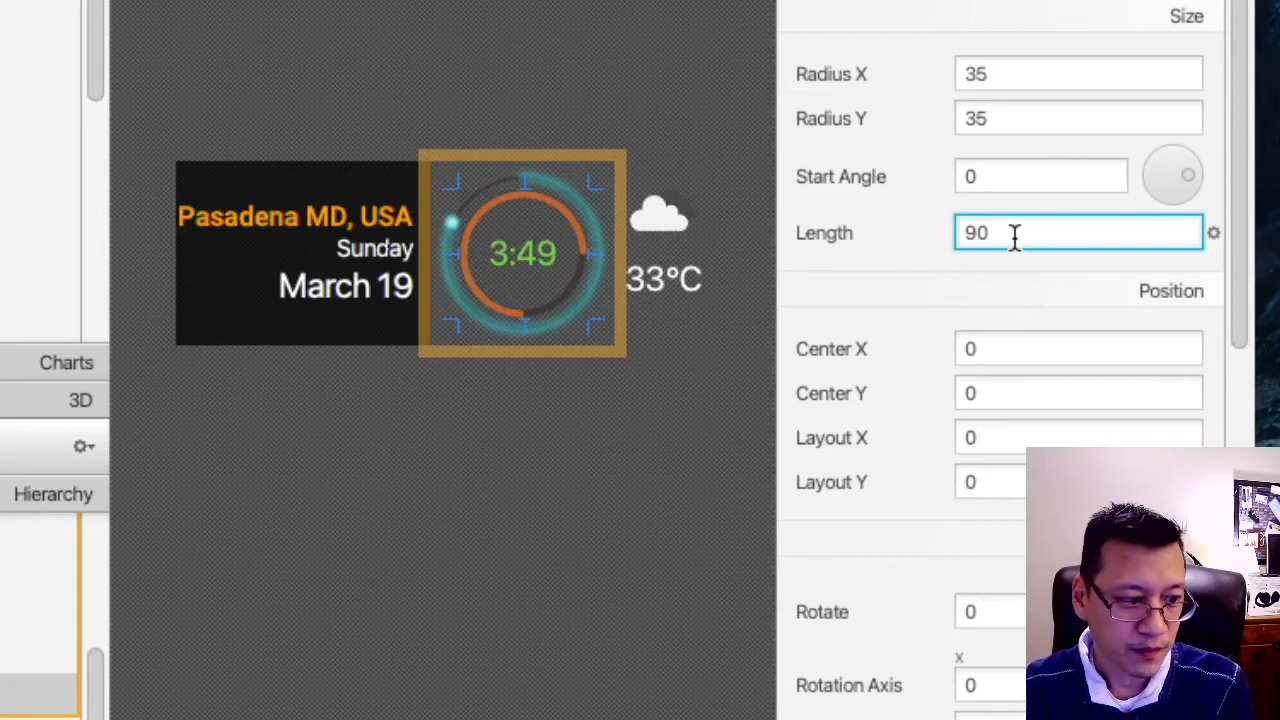 Size
Radius X 35
Radius Y 35
Start Angle 0
Length 90
Position
Center X 0
Center Y 0
Layout X 0
Layout Y 0
Rotate 0
x
Rotation Axis 0
Pasadena MD, USA
Sunday
March 19
3:49
33°C
Charts
3D
Hierarchy